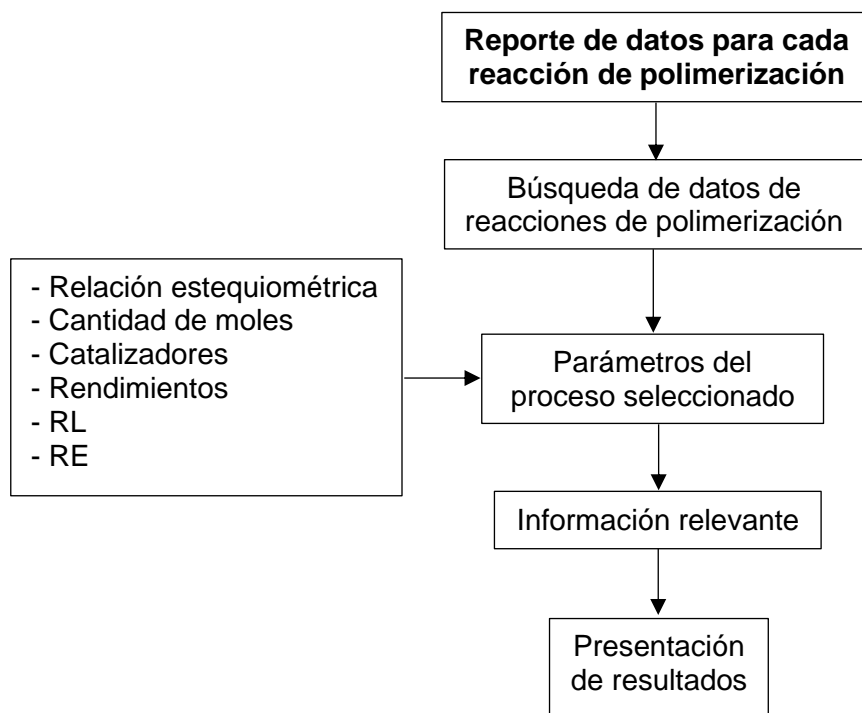 Reporte de datos para cada
reacción de polimerización
Búsqueda de datos de
reacciones de polimerización
- Relación estequiométrica
- Cantidad de moles
- Catalizadores
- Rendimientos
- RL
- RE
Parámetros del
proceso seleccionado
Información relevante
Presentación
de resultados